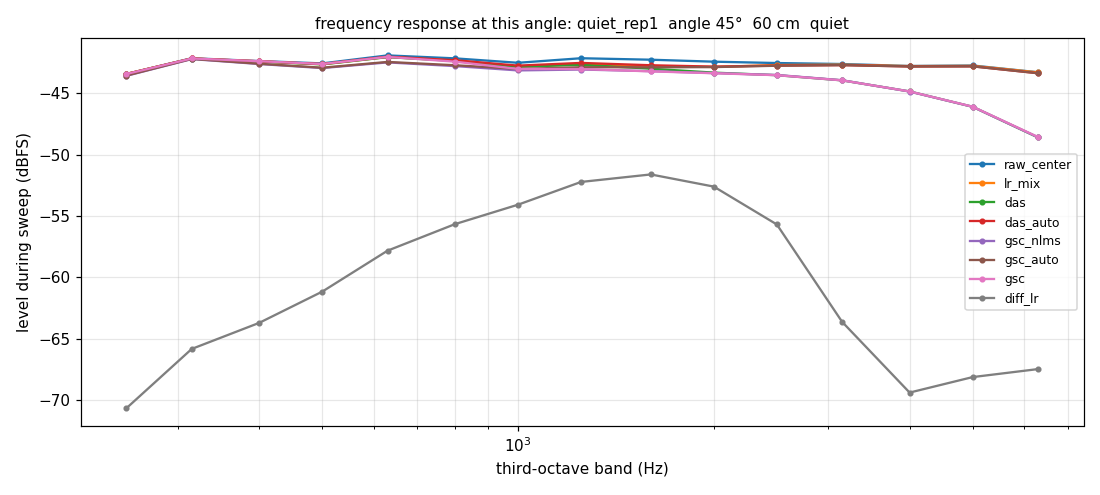 frequency response at this angle: quiet_rep1  angle 45°  60 cm  quiet
level during sweep (dBFS)
−45
−50
−55
−60
−65
−70
raw_center
lr_mix
das
das_auto
gsc_nlms
gsc_auto
gsc
diff_lr
10³
third-octave band (Hz)